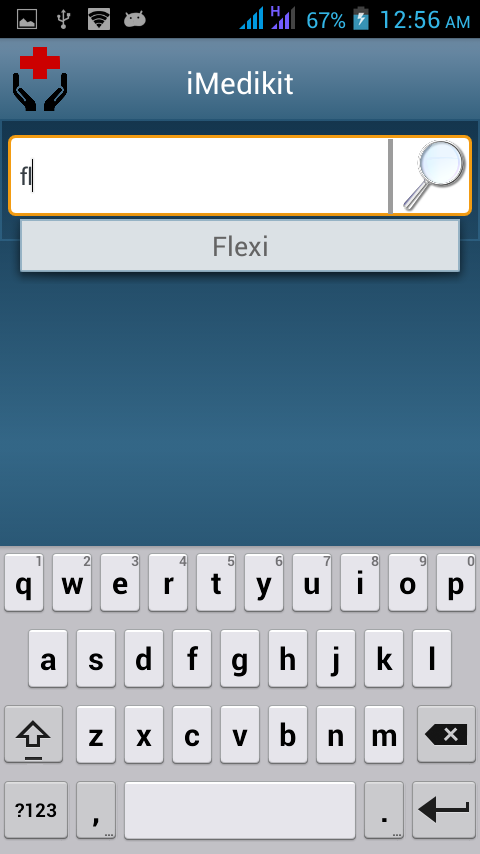 H 67% 12:56 AM
iMedikit
fl
Flexi
1 2 3 4 5 6 7 8 9 0
q w e r t y u i o p
a s d f g h j k l
z x c v b n m
?123 , ... . ...